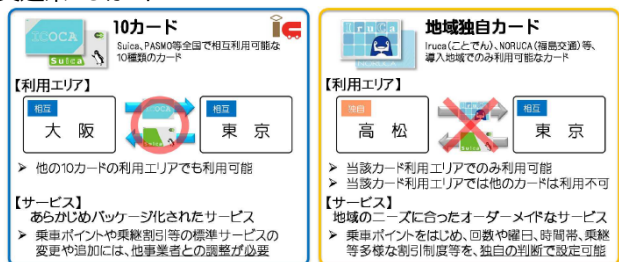 10カード
Suica、PASMO等全国で相互利用可能な
10種類のカード
ICOCA
Suica
【利用エリア】
相互
大 阪
相互
東 京
➢ 他の10カードの利用エリアでも利用可能
【サービス】
あらかじめパッケージ化されたサービス
➢ 乗車ポイントや乗継割引等の標準サービスの
変更や追加には、他事業者との調整が必要
地域独自カード
Iruca(ことでん)、NORUCA(福島交通)等、
導入地域でのみ利用可能なカード
Iruca
【利用エリア】
独自
高 松
相互
東 京
➢ 当該カード利用エリアでのみ利用可能
➢ 当該カード利用エリアでは他のカードは利用不可
【サービス】
地域のニーズに合ったオーダーメイドなサービス
➢ 乗車ポイントをはじめ、回数や曜日、時間帯、乗継
等多様な割引制度等を、独自の判断で設定可能